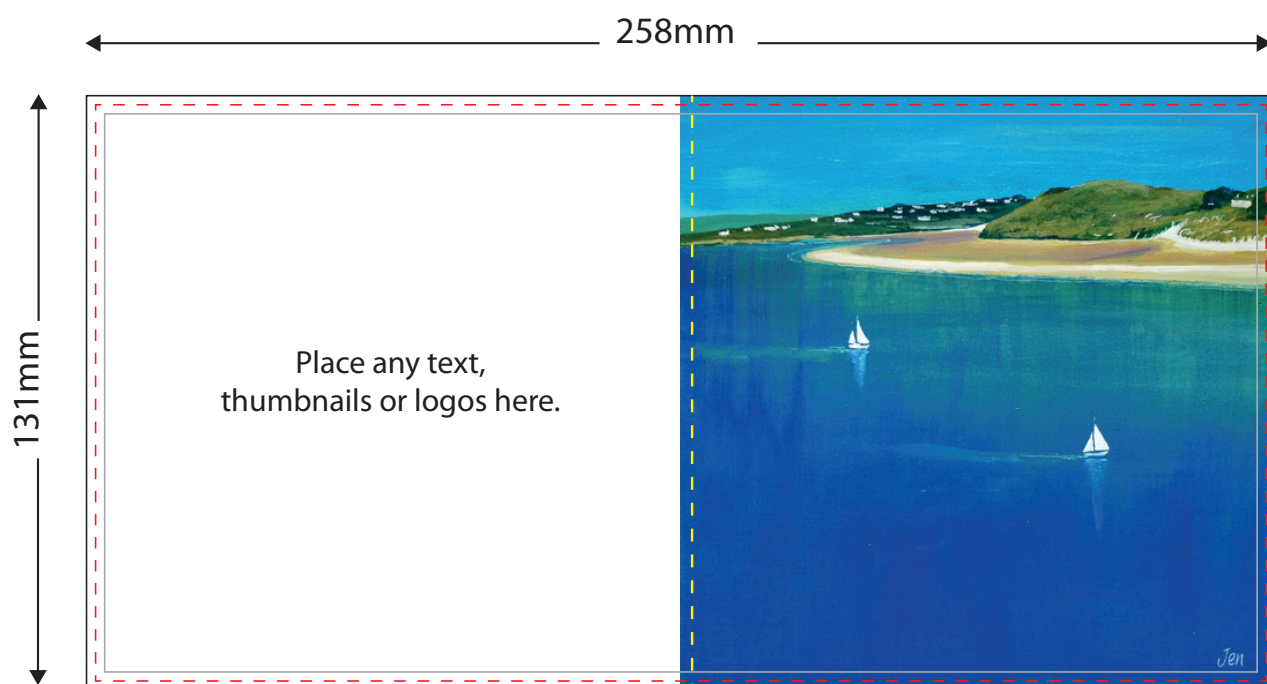 258mm
131mm
Place any text,
thumbnails or logos here.
Jen